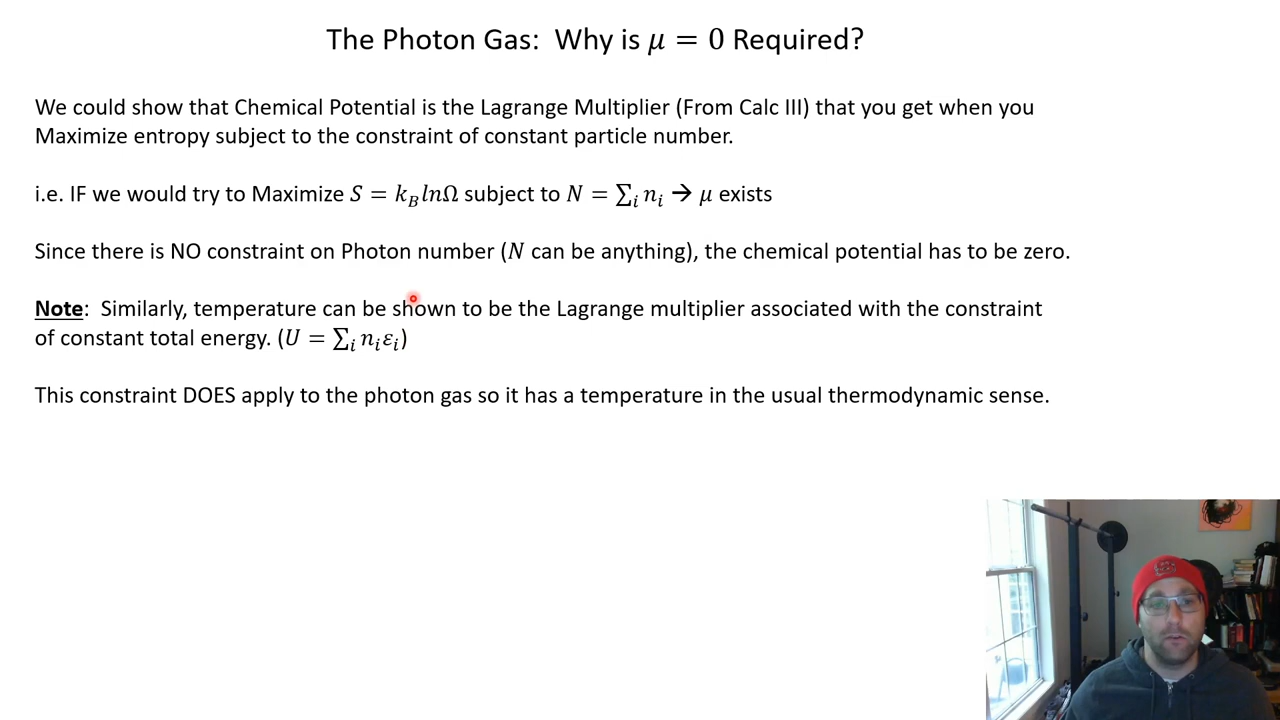 The Photon Gas:  Why is 𝜇 = 0 Required?
We could show that Chemical Potential is the Lagrange Multiplier (From Calc III) that you get when you
Maximize entropy subject to the constraint of constant particle number.
i.e. IF we would try to Maximize 𝑆 = 𝑘_𝐵𝑙𝑛Ω subject to 𝑁 = ∑_𝑖 𝑛_𝑖 → 𝜇 exists
Since there is NO constraint on Photon number (𝑁 can be anything), the chemical potential has to be zero.
Note:  Similarly, temperature can be shown to be the Lagrange multiplier associated with the constraint
of constant total energy. (𝑈 = ∑_𝑖 𝑛_𝑖𝜀_𝑖)
This constraint DOES apply to the photon gas so it has a temperature in the usual thermodynamic sense.